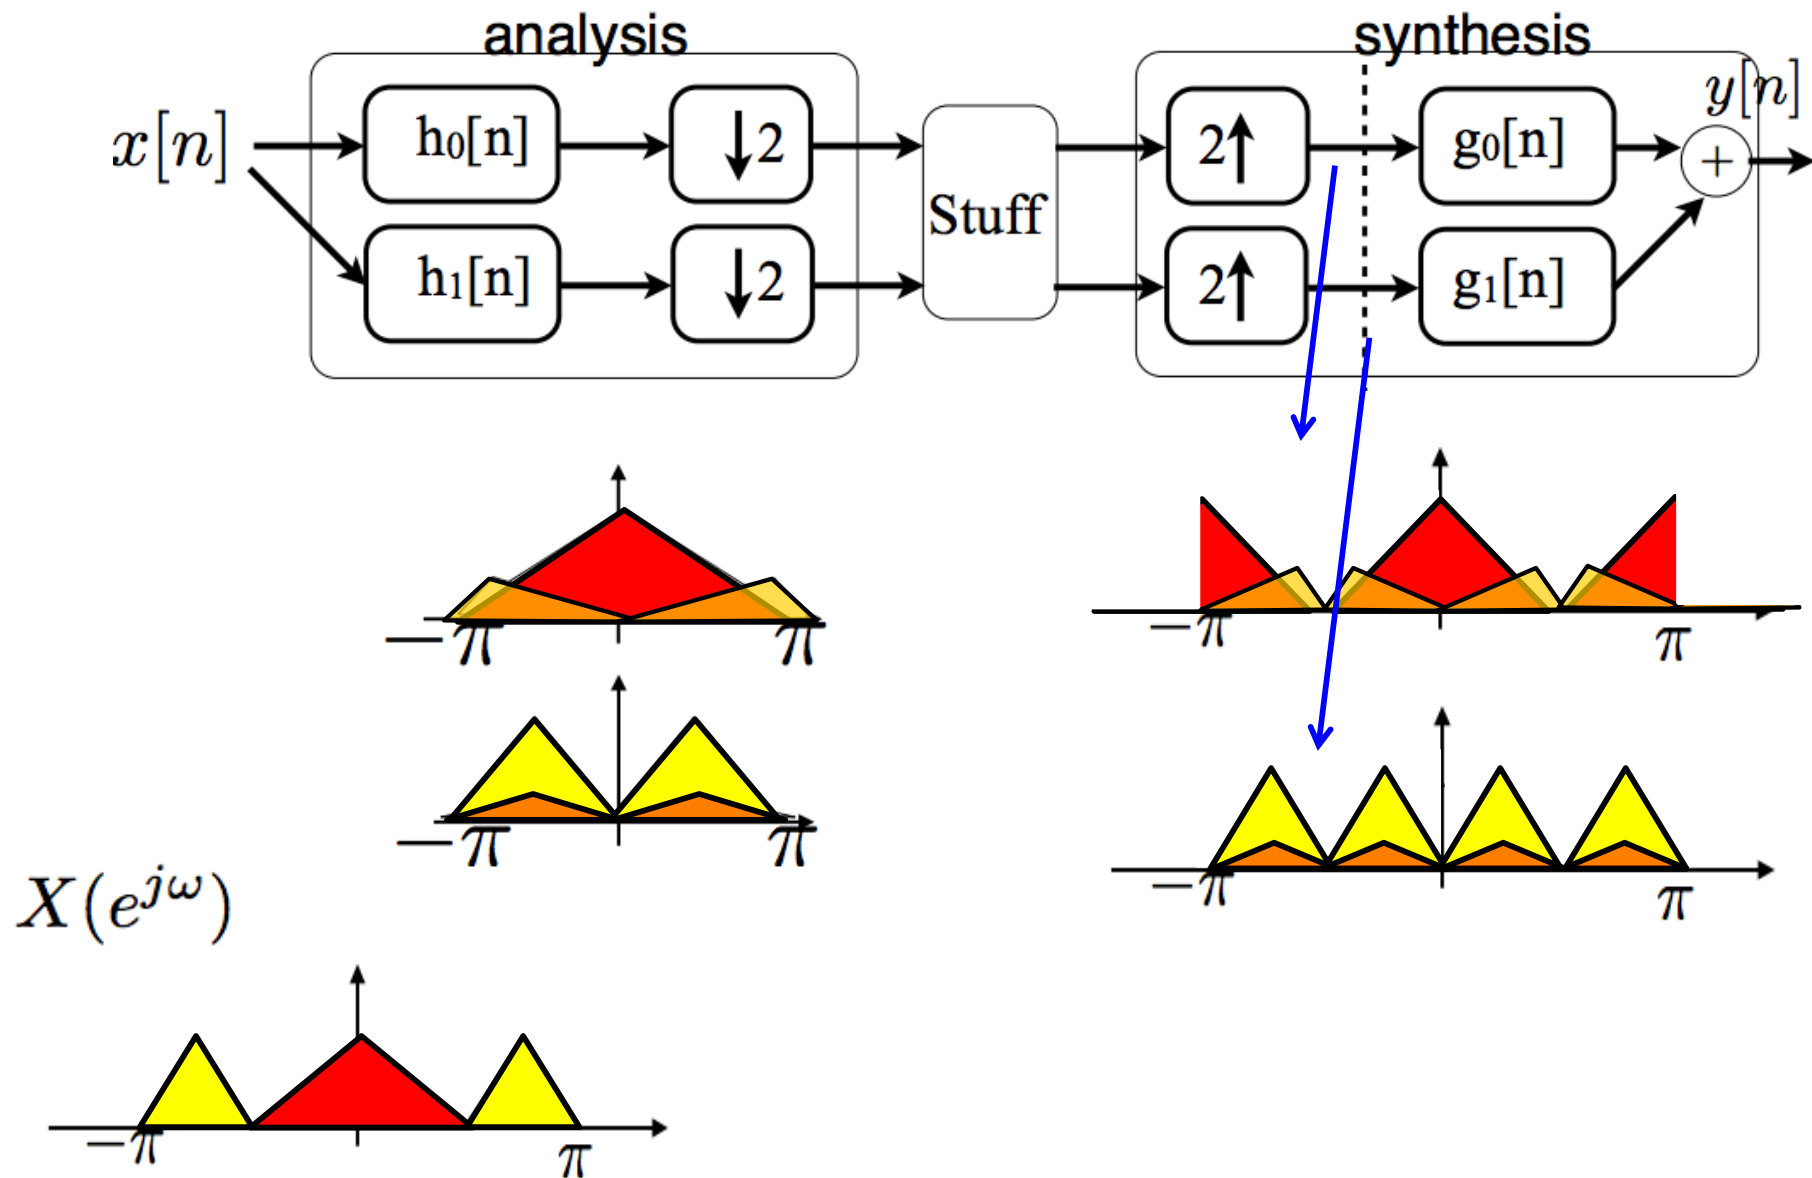 analysis
synthesis
x[n]
h₀[n]
↓2
h₁[n]
↓2
Stuff
2↑
g₀[n]
2↑
g₁[n]
+
y[n]
−π
π
−π
π
−π
π
−π
π
X(e^{jω})
−π
π